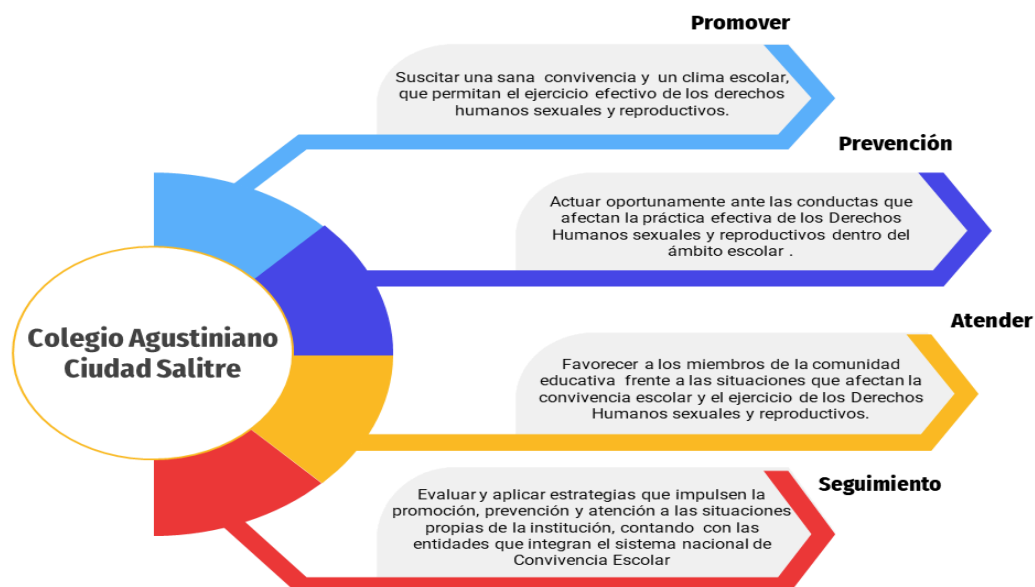 Promover
Suscitar una sana convivencia y un clima escolar,
que permitan el ejercicio efectivo de los derechos
humanos sexuales y reproductivos.
Prevención
Actuar oportunamente ante las conductas que
afectan la práctica efectiva de los Derechos
Humanos sexuales y reproductivos dentro del
ámbito escolar .
Colegio Agustiniano
Ciudad Salitre
Atender
Favorecer a los miembros de la comunidad
educativa frente a las situaciones que afectan la
convivencia escolar y el ejercicio de los Derechos
Humanos sexuales y reproductivos.
Seguimiento
Evaluar y aplicar estrategias que impulsen la
promoción, prevención y atención a las situaciones
propias de la institución, contando con las
entidades que integran el sistema nacional de
Convivencia Escolar